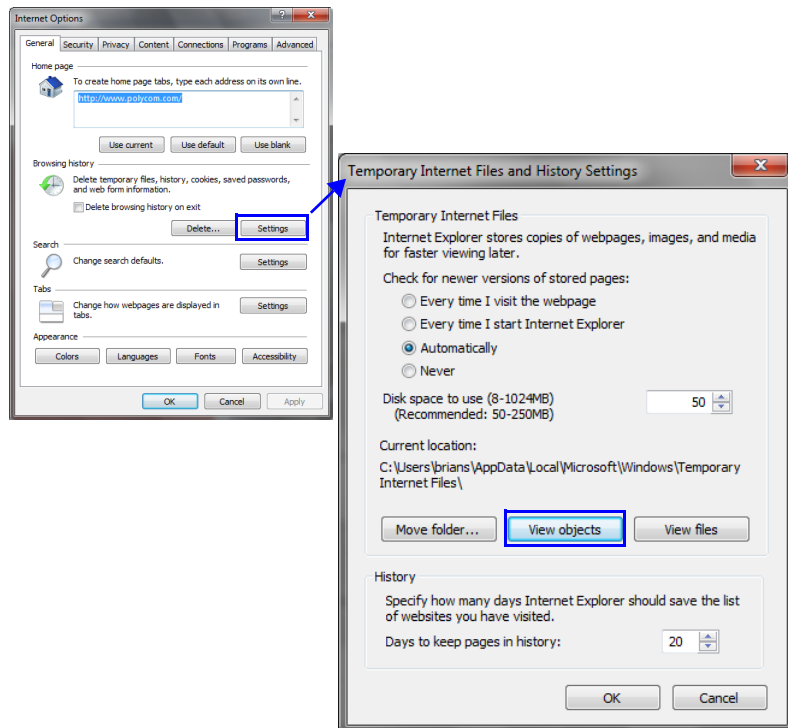 Internet Options
General Security Privacy Content Connections Programs Advanced
Home page
To create home page tabs, type each address on its own line.
http://www.polycom.com/
Use current Use default Use blank
Browsing history
Delete temporary files, history, cookies, saved passwords,
and web form information.
Delete browsing history on exit
Delete... Settings
Search
Change search defaults. Settings
Tabs
Change how webpages are displayed in
tabs.
Settings
Appearance
Colors Languages Fonts Accessibility
OK Cancel Apply
Temporary Internet Files and History Settings
Temporary Internet Files
Internet Explorer stores copies of webpages, images, and media
for faster viewing later.
Check for newer versions of stored pages:
Every time I visit the webpage
Every time I start Internet Explorer
Automatically
Never
Disk space to use (8-1024MB) 50
(Recommended: 50-250MB)
Current location:
C:\Users\brians\AppData\Local\Microsoft\Windows\Temporary
Internet Files\
Move folder... View objects View files
History
Specify how many days Internet Explorer should save the list
of websites you have visited.
Days to keep pages in history: 20
OK Cancel